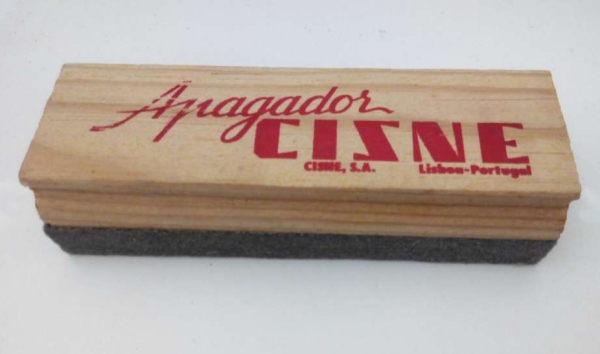 Apagador
CISNE
CISNE, S.A. Lisboa-Portugal